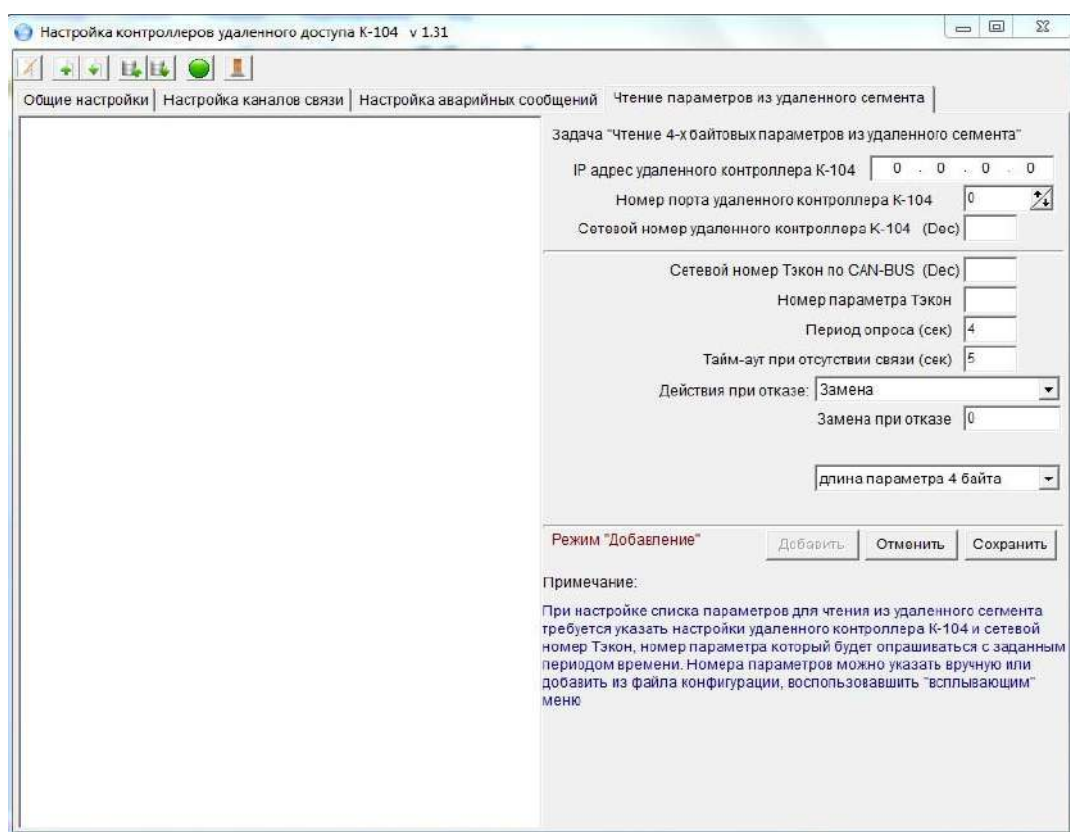 Настройка контроллеров удаленного доступа К-104 v 1.31
Общие настройки Настройка каналов связи Настройка аварийных сообщений Чтение параметров из удаленного сегмента
Задача "Чтение 4-х байтовых параметров из удаленного сегмента"
IP адрес удаленного контроллера К-104 0 . 0 . 0 . 0
Номер порта удаленного контроллера К-104 0
Сетевой номер удаленного контроллера К-104 (Dec)
Сетевой номер Тэкон по CAN-BUS (Dec)
Номер параметра Тэкон
Период опроса (сек) 4
Тайм-аут при отсутствии связи (сек) 5
Действия при отказе: Замена
Замена при отказе 0
длина параметра 4 байта
Режим "Добавление" Добавить Отменить Сохранить
Примечание:
При настройке списка параметров для чтения из удаленного сегмента
требуется указать настройки удаленного контроллера К-104 и сетевой
номер Тэкон, номер параметра который будет опрашиваться с заданным
периодом времени. Номера параметров можно указать вручную или
добавить из файла конфигурации, воспользовавшить "всплывающим"
меню